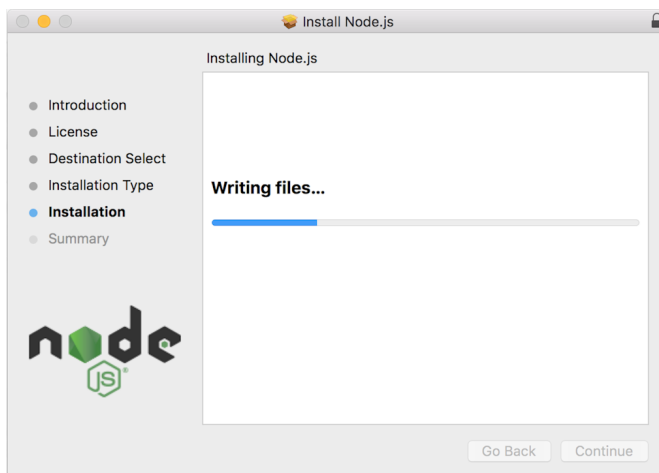 Install Node.js
Installing Node.js
Introduction
License
Destination Select
Installation Type
Installation
Summary
Writing files...
node
JS
Go Back
Continue